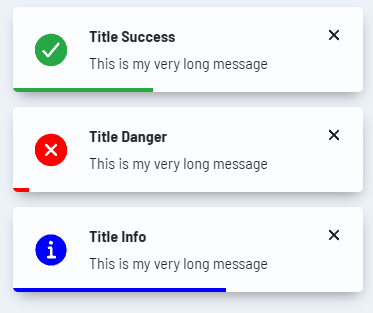 Title Success
This is my very long message
Title Danger
This is my very long message
Title Info
This is my very long message